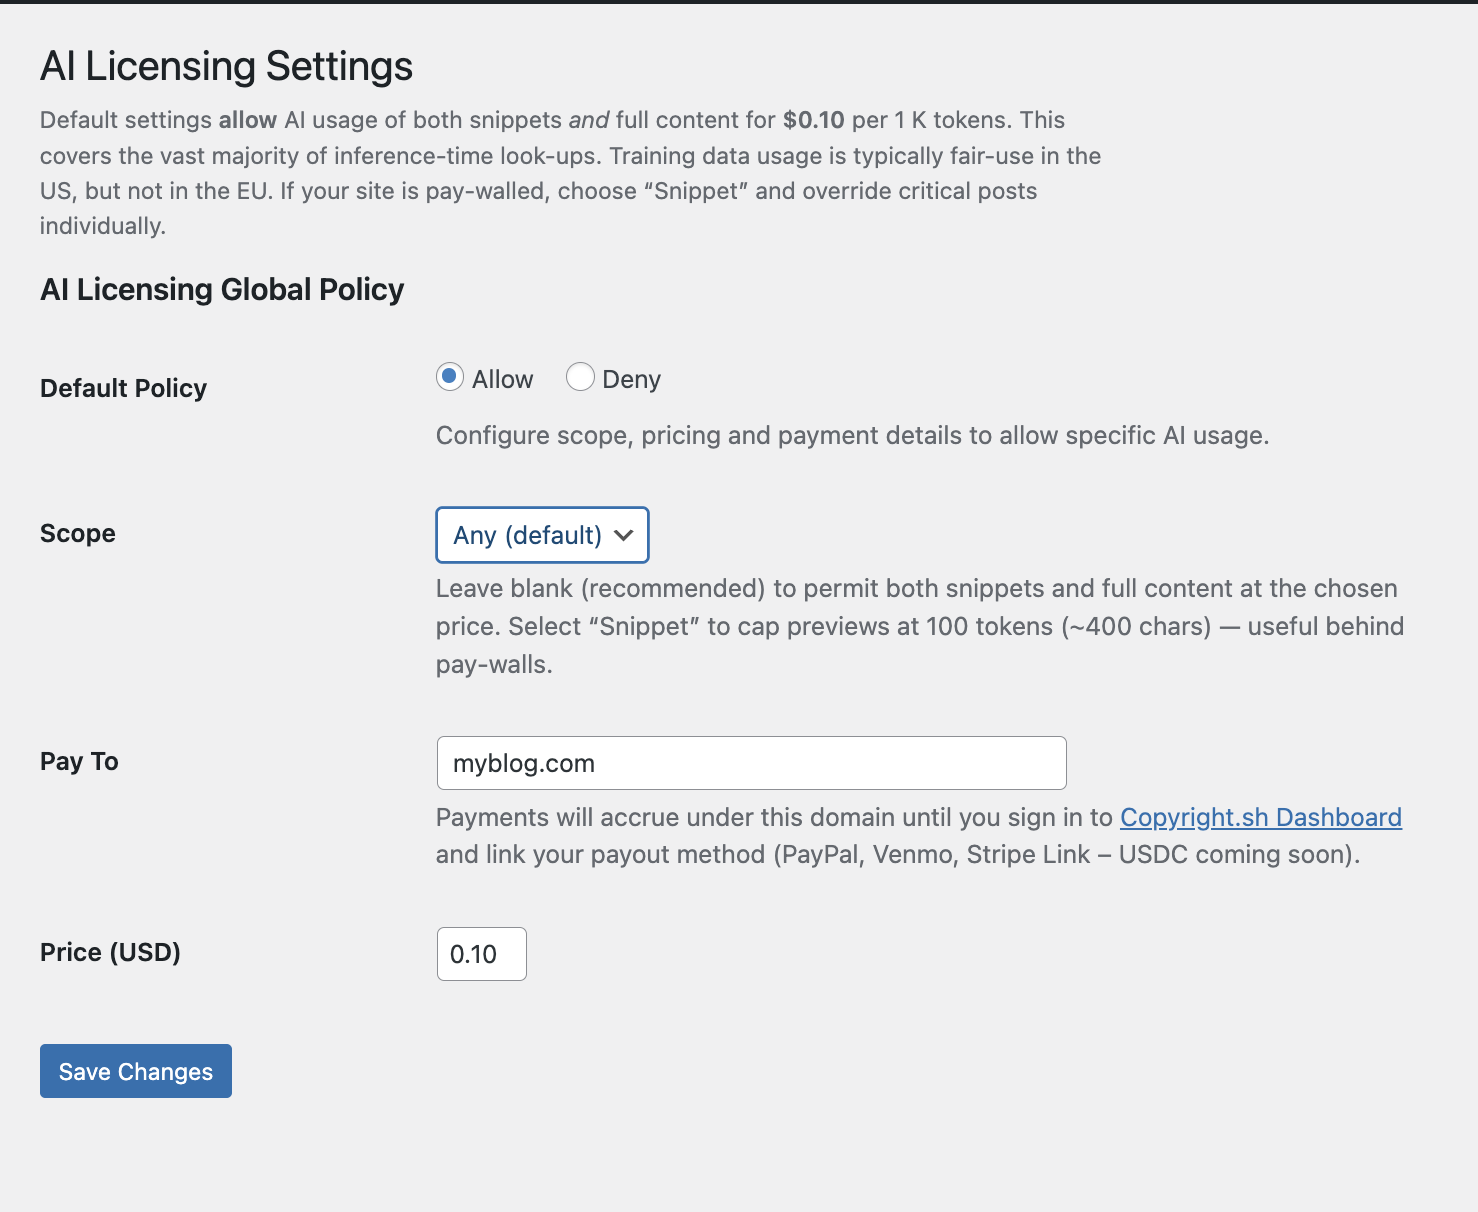 AI Licensing Settings
Default settings allow AI usage of both snippets and full content for $0.10 per 1 K tokens. This
covers the vast majority of inference-time look-ups. Training data usage is typically fair-use in the
US, but not in the EU. If your site is pay-walled, choose “Snippet” and override critical posts
individually.
AI Licensing Global Policy
Default Policy
Allow Deny
Configure scope, pricing and payment details to allow specific AI usage.
Scope
Any (default)
Leave blank (recommended) to permit both snippets and full content at the chosen
price. Select “Snippet” to cap previews at 100 tokens (~400 chars) — useful behind
pay-walls.
Pay To
myblog.com
Payments will accrue under this domain until you sign in to Copyright.sh Dashboard
and link your payout method (PayPal, Venmo, Stripe Link – USDC coming soon).
Price (USD)
0.10
Save Changes